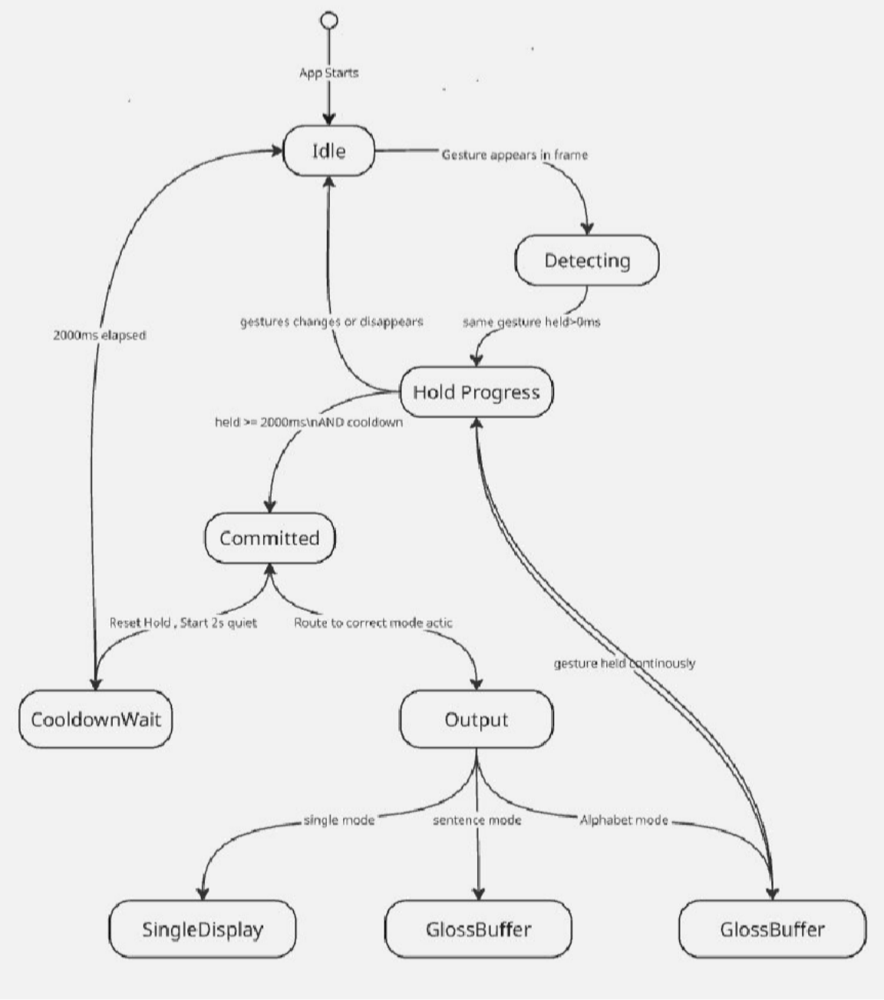 App Starts
Idle
Gesture appears in frame
Detecting
2000ms elapsed
gestures changes or disappears
same gesture held>0ms
Hold Progress
held >= 2000ms\nAND cooldown
Committed
Reset Hold , Start 2s quiet
Route to correct mode actic
gesture held continously
CooldownWait
Output
single mode
sentence mode
Alphabet mode
SingleDisplay
GlossBuffer
GlossBuffer